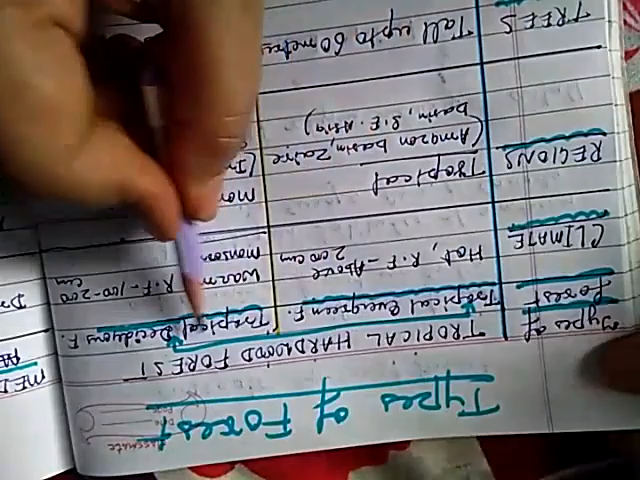 Types of Forest
Types of Forest
TROPICAL HARDWOOD FOREST
Tropical Evergreen F.
Tropical Deciduous F.
CLIMATE
Hot, R.F - Above
200 cm
Warm
R.F - 100-200
cm
monsoon
REGIONS
Tropical
(Amazon basin, Zaire
basin, S.E. Asia)
TREES
Tall upto 60 metres